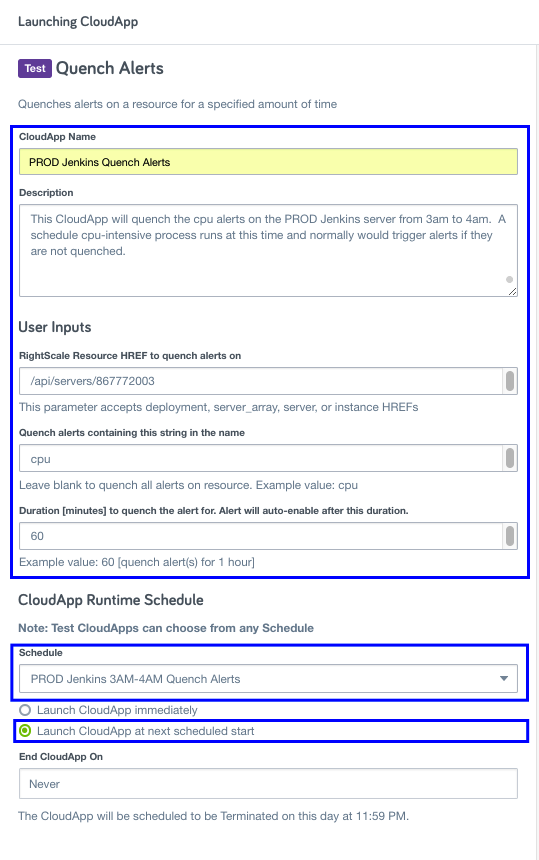 Launching CloudApp
Test Quench Alerts
Quenches alerts on a resource for a specified amount of time
CloudApp Name
PROD Jenkins Quench Alerts
Description
This CloudApp will quench the cpu alerts on the PROD Jenkins server from 3am to 4am. A
schedule cpu-intensive process runs at this time and normally would trigger alerts if they
are not quenched.
User Inputs
RightScale Resource HREF to quench alerts on
/api/servers/867772003
This parameter accepts deployment, server_array, server, or instance HREFs
Quench alerts containing this string in the name
cpu
Leave blank to quench all alerts on resource. Example value: cpu
Duration [minutes] to quench the alert for. Alert will auto-enable after this duration.
60
Example value: 60 [quench alert(s) for 1 hour]
CloudApp Runtime Schedule
Note: Test CloudApps can choose from any Schedule
Schedule
PROD Jenkins 3AM-4AM Quench Alerts
Launch CloudApp immediately
Launch CloudApp at next scheduled start
End CloudApp On
Never
The CloudApp will be scheduled to be Terminated on this day at 11:59 PM.